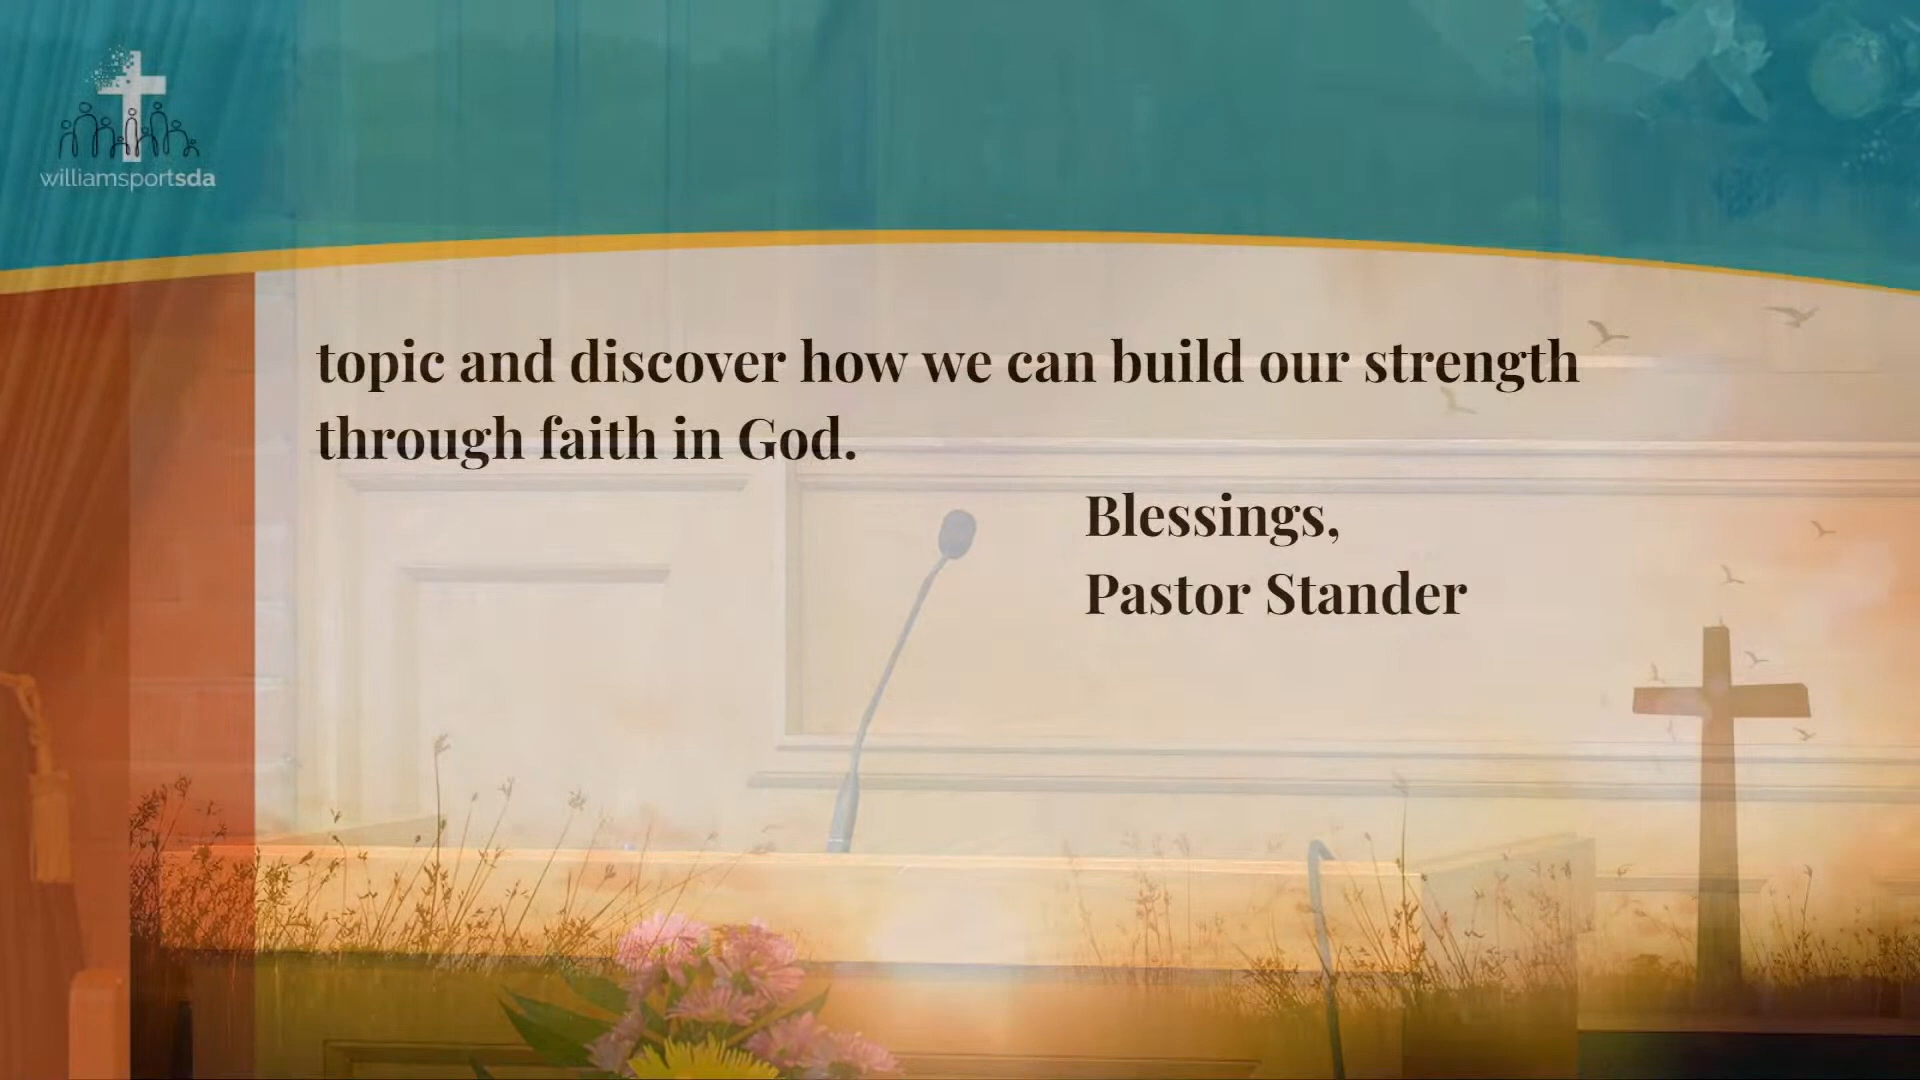 williamsportsda
topic and discover how we can build our strength
through faith in God.
Blessings,
Pastor Stander